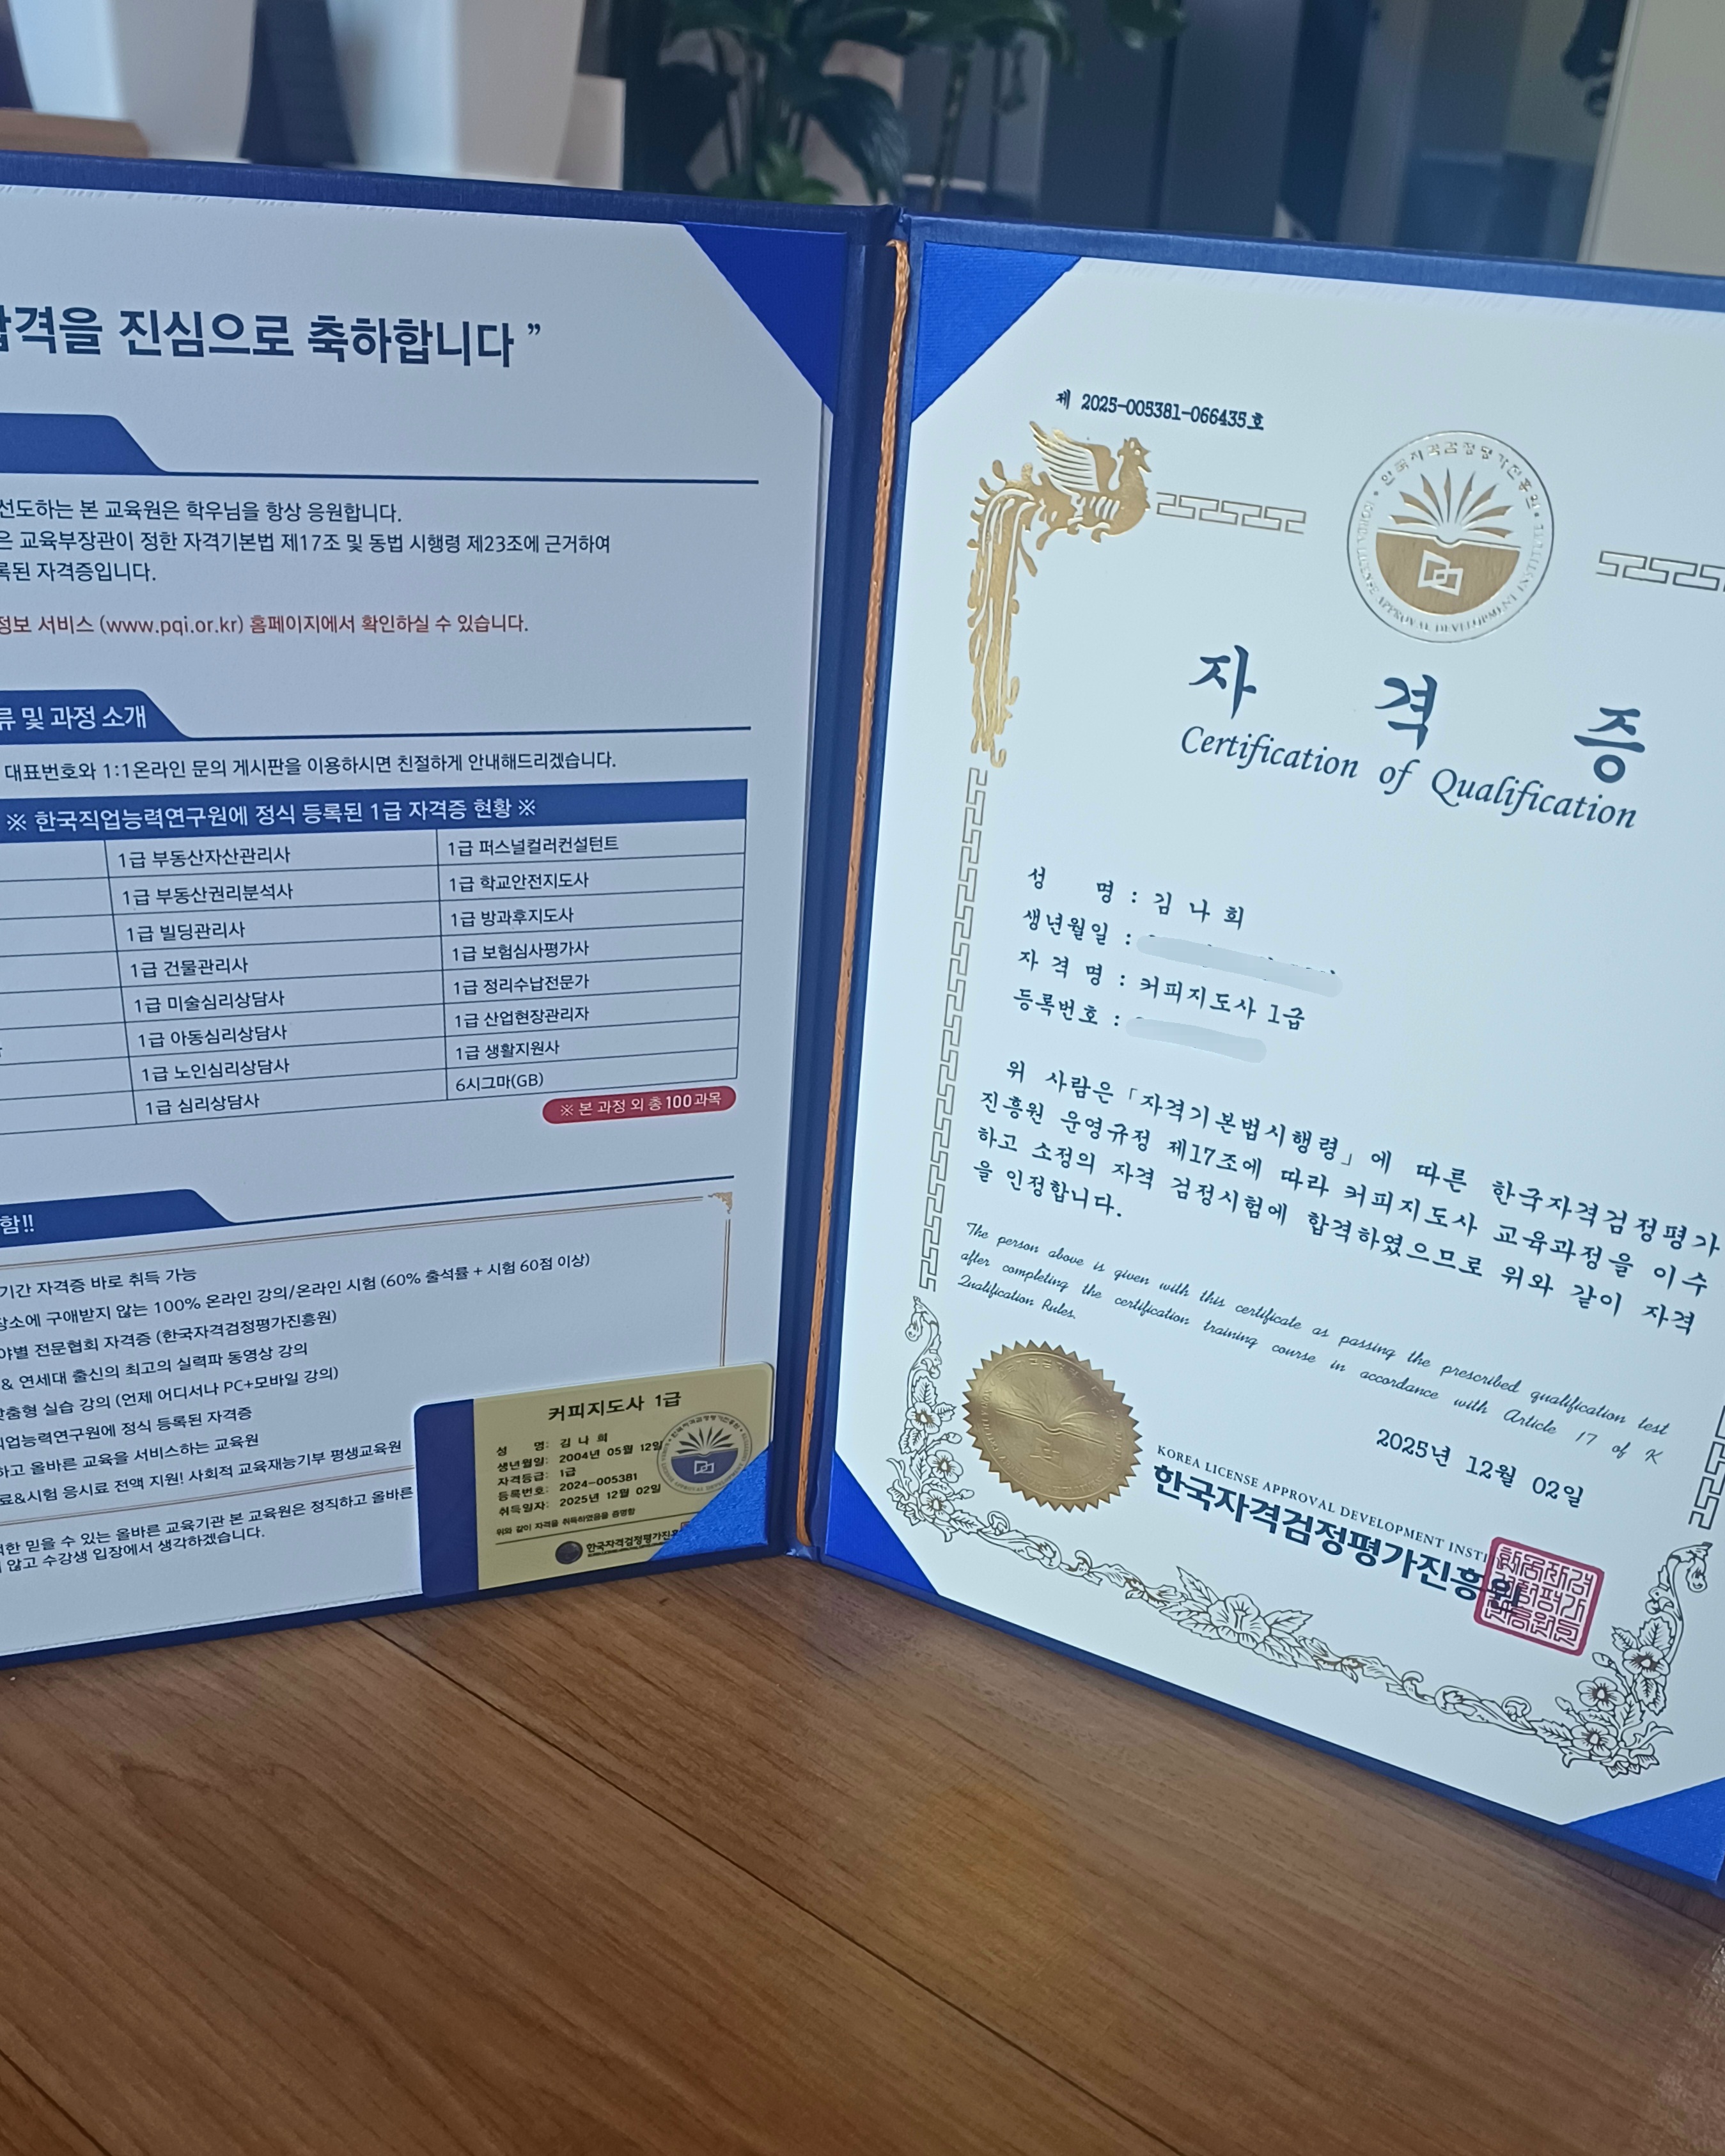 합격을 진심으로 축하합니다 ”
선도하는 본 교육원은 학우님을 항상 응원합니다.
은 교육부장관이 정한 자격기본법 제17조 및 동법 시행령 제23조에 근거하여
록된 자격증입니다.
정보 서비스 (www.pqi.or.kr) 홈페이지에서 확인하실 수 있습니다.
류 및 과정 소개
대표번호와 1:1온라인 문의 게시판을 이용하시면 친절하게 안내해드리겠습니다.
※ 한국직업능력연구원에 정식 등록된 1급 자격증 현황 ※
1급 부동산자산관리사 1급 퍼스널컬러컨설턴트
1급 부동산권리분석사 1급 학교안전지도사
1급 빌딩관리사 1급 방과후지도사
1급 건물관리사 1급 보험심사평가사
1급 미술심리상담사 1급 정리수납전문가
1급 아동심리상담사 1급 산업현장관리자
1급 노인심리상담사 1급 생활지원사
1급 심리상담사 6시그마(GB)
※ 본 과정 외 총 100과목
함!!
기간 자격증 바로 취득 가능
장소에 구애받지 않는 100% 온라인 강의/온라인 시험 (60% 출석률 + 시험 60점 이상)
야별 전문협회 자격증 (한국자격검정평가진흥원)
& 연세대 출신의 최고의 실력파 동영상 강의
맞춤형 실습 강의 (언제 어디서나 PC+모바일 강의)
직업능력연구원에 정식 등록된 자격증
하고 올바른 교육을 서비스하는 교육원
료&시험 응시료 전액 지원! 사회적 교육재능기부 평생교육원
한 믿을 수 있는 올바른 교육기관 본 교육원은 정직하고 올바른
않고 수강생 입장에서 생각하겠습니다.
커피지도사 1급
성 명: 김 나 희
생년월일: 2004년 05월 12일
자격등급: 1급
등록번호: 2024-005381
취득일자: 2025년 12월 02일
위와 같이 자격을 취득하였음을 증명함
한국자격검정평가진흥
제 2025-005381-066435호
한국자격검정평가진흥원
KOREA LICENSE APPROVAL DEVELOPMENT INSTITUTE
자 격 증
Certification of Qualification
성 명 : 김 나 희
생년월일 :
자 격 명 : 커피지도사 1급
등록번호 :
위 사람은 「자격기본법시행령」에 따른 한국자격검정평가
진흥원 운영규정 제17조에 따라 커피지도사 교육과정을 이수
하고 소정의 자격 검정시험에 합격하였으므로 위와 같이 자격
을 인정합니다.
The person above is given with this certificate as passing the prescribed qualification test
after completing the certification training course in accordance with Article 17 of K
Qualification Rules.
2025년 12월 02일
KOREA LICENSE APPROVAL DEVELOPMENT INSTI
한국자격검정평가진흥원